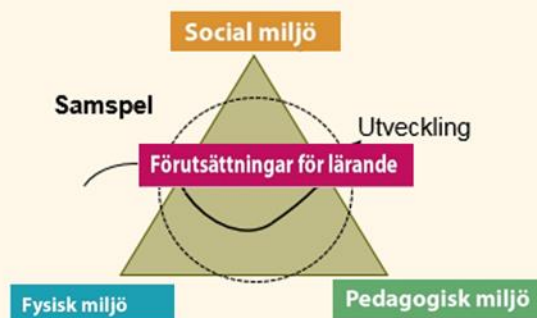 Social miljö
Samspel
Utveckling
Förutsättningar för lärande
Fysisk miljö
Pedagogisk miljö